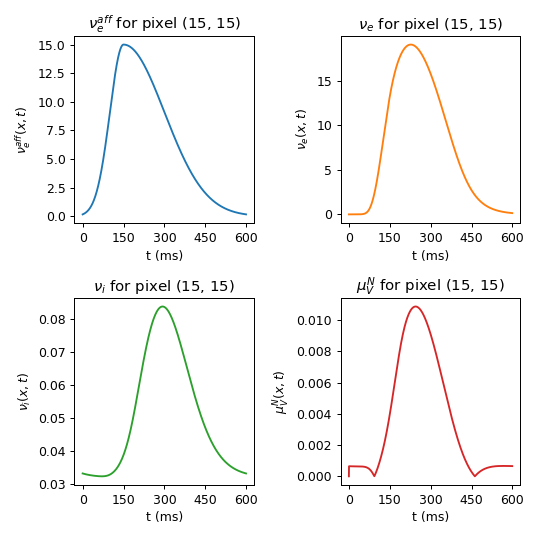 ν_e^{aff} for pixel (15, 15)
ν_e^{aff}(x, t)
15.0
12.5
10.0
7.5
5.0
2.5
0.0
0 150 300 450 600
t (ms)
ν_e for pixel (15, 15)
ν_e(x, t)
15
10
5
0
0 150 300 450 600
t (ms)
ν_i for pixel (15, 15)
ν_i(x, t)
0.08
0.07
0.06
0.05
0.04
0.03
0 150 300 450 600
t (ms)
μ_V^N for pixel (15, 15)
μ_V^N(x, t)
0.010
0.008
0.006
0.004
0.002
0.000
0 150 300 450 600
t (ms)